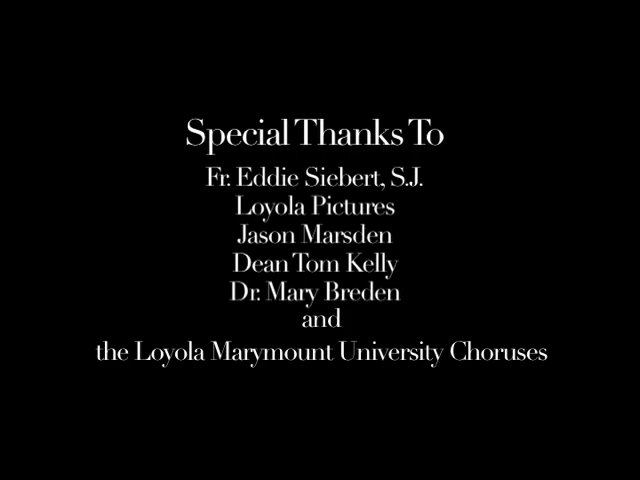 Special Thanks To
Fr. Eddie Siebert, S.J.
Loyola Pictures
Jason Marsden
Dean Tom Kelly
Dr. Mary Breden
and
the Loyola Marymount University Choruses